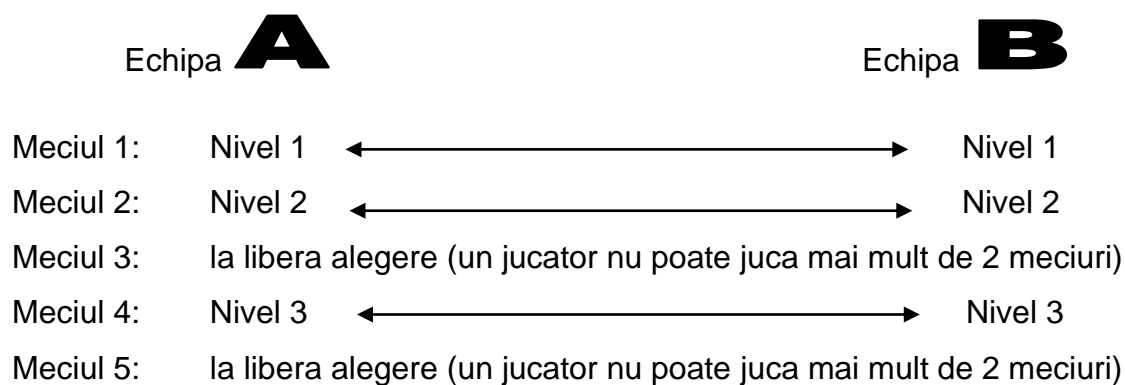 Echipa A Echipa B
Meciul 1: Nivel 1 Nivel 1
Meciul 2: Nivel 2 Nivel 2
Meciul 3: la libera alegere (un jucator nu poate juca mai mult de 2 meciuri)
Meciul 4: Nivel 3 Nivel 3
Meciul 5: la libera alegere (un jucator nu poate juca mai mult de 2 meciuri)